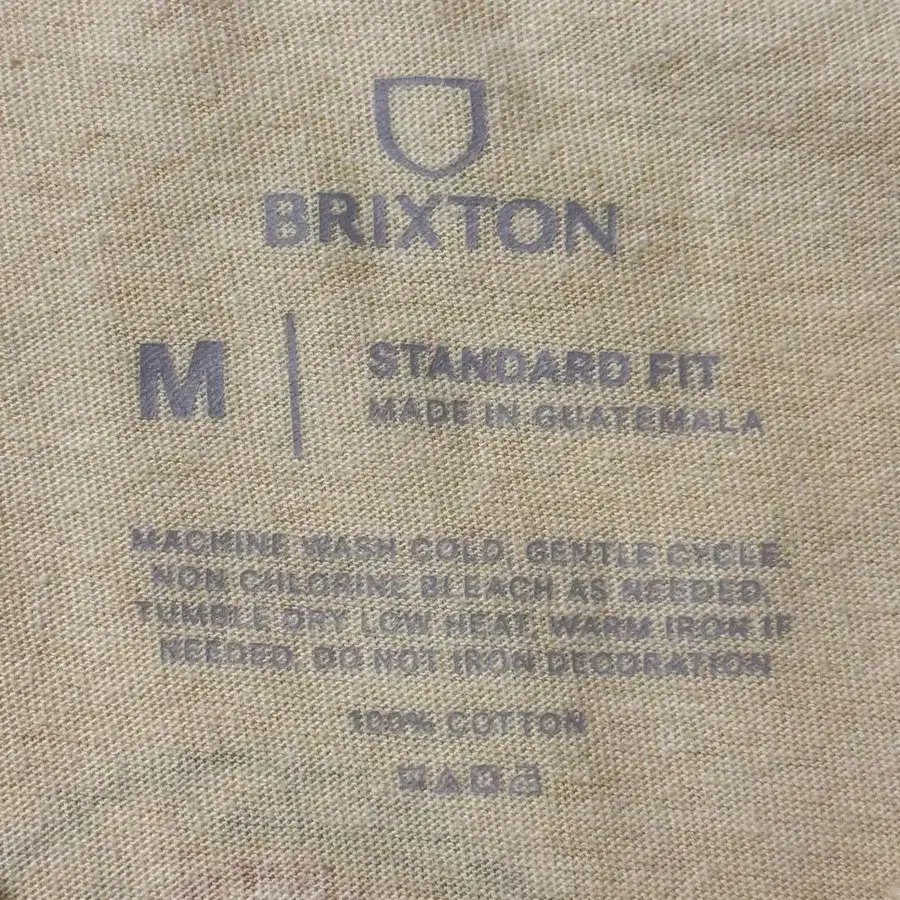 BRIXTON
M
STANDARD FIT
MADE IN GUATEMALA
MACHINE WASH COLD, GENTLE CYCLE.
NON CHLORINE BLEACH AS NEEDED,
TUMBLE DRY LOW HEAT, WARM IRON IF
NEEDED, DO NOT IRON DECORATION
100% COTTON